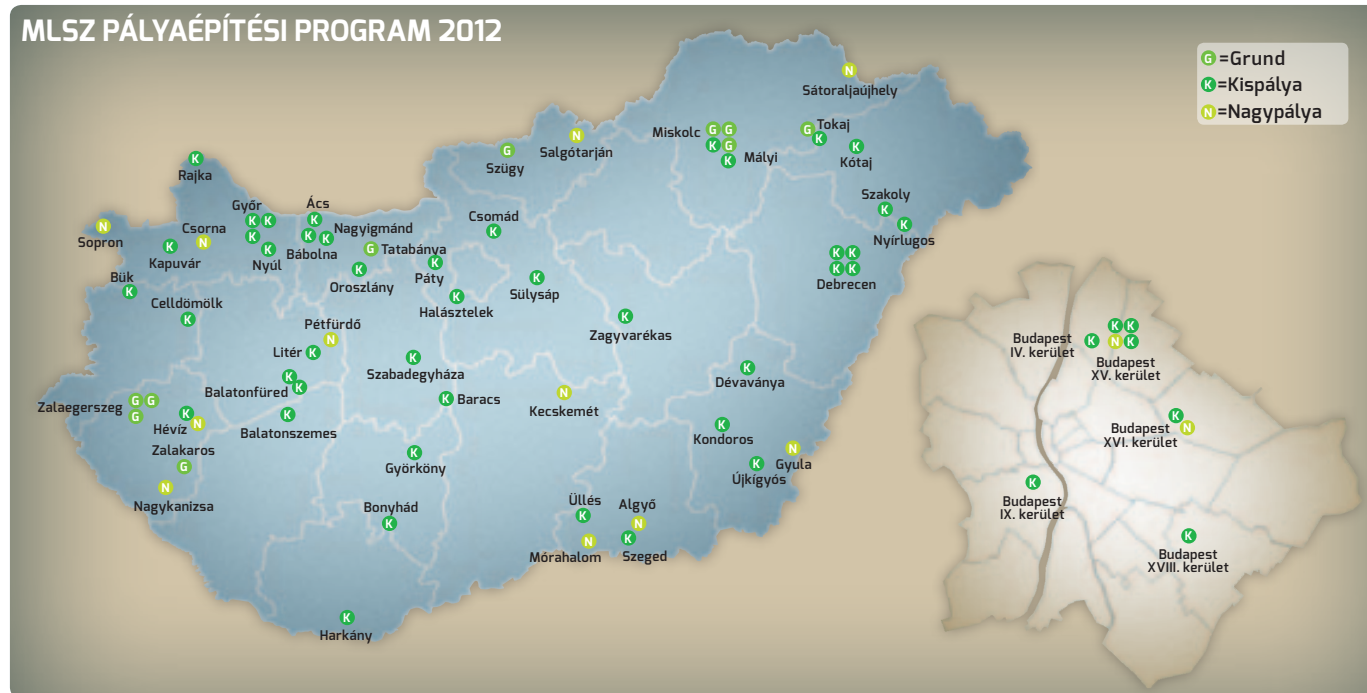 MLSZ PÁLYAÉPÍTÉSI PROGRAM 2012
G =Grund
K =Kispálya
N =Nagypálya
N
Sátoraljaújhely
Miskolc G G
K G
K
Mályi
G Tokaj
K
K
Kótaj
N
Salgótarján
G
Szügy
K
Rajka
Szakoly
K
K
Nyírlugos
Győr
K K
K
K
Nyúl
Ács
K
K K
Nagyigmánd
Bábolna
Csomád
K
N
Sopron
Csorna
N
K
Kapuvár
G Tatabánya
K
Oroszlány
K
Páty
K K
K K
Debrecen
Bük
K
K
Sülysáp
K
Halásztelek
Celldömölk
K
K
Zagyvarékas
Pétfürdő
N
Litér K
K
Szabadegyháza
K
Dévaványa
K
Balatonfüred K
K Baracs
N
Kecskemét
Zalaegerszeg G G
G
K
Hévíz N
K
Balatonszemes
K
Kondoros
Zalakaros
G
K
Györköny
N
Gyula
K
Újkígyós
N
Nagykanizsa
Bonyhád
K
Üllés
K
Algyő
N
N
Mórahalom
K
Szeged
K
Harkány
K K
K N K
Budapest
IV. kerület
Budapest
XV. kerület
K
N
Budapest
XVI. kerület
K
Budapest
IX. kerület
K
Budapest
XVIII. kerület